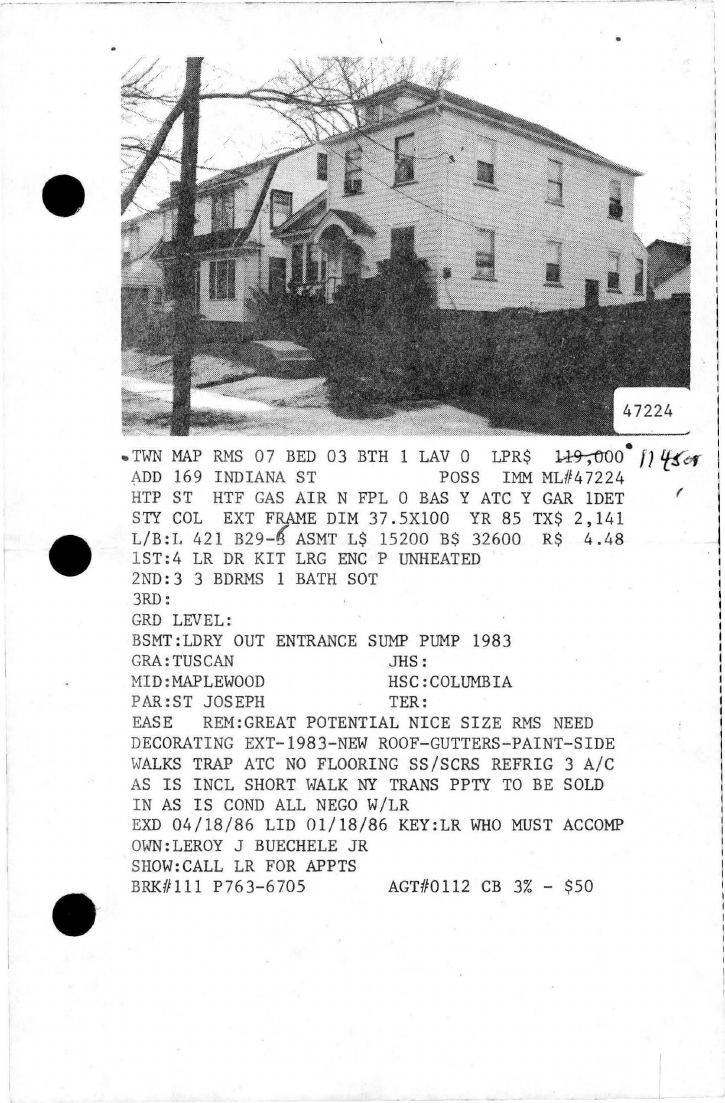 47224
TWN MAP RMS 07 BED 03 BTH 1 LAV 0 LPR$ 119,000 114500
ADD 169 INDIANA ST POSS IMM ML#47224
HTP ST HTF GAS AIR N FPL 0 BAS Y ATC Y GAR 1DET
STY COL EXT FRAME DIM 37.5X100 YR 85 TX$ 2,141
L/B:L 421 B29-B ASMT L$ 15200 B$ 32600 R$ 4.48
1ST:4 LR DR KIT LRG ENC P UNHEATED
2ND:3 3 BDRMS 1 BATH SOT
3RD:
GRD LEVEL:
BSMT:LDRY OUT ENTRANCE SUMP PUMP 1983
GRA:TUSCAN JHS:
MID:MAPLEWOOD HSC:COLUMBIA
PAR:ST JOSEPH TER:
EASE REM:GREAT POTENTIAL NICE SIZE RMS NEED
DECORATING EXT-1983-NEW ROOF-GUTTERS-PAINT-SIDE
WALKS TRAP ATC NO FLOORING SS/SCRS REFRIG 3 A/C
AS IS INCL SHORT WALK NY TRANS PPTY TO BE SOLD
IN AS IS COND ALL NEGO W/LR
EXD 04/18/86 LID 01/18/86 KEY:LR WHO MUST ACCOMP
OWN:LEROY J BUECHELE JR
SHOW:CALL LR FOR APPTS
BRK#111 P763-6705 AGT#0112 CB 3% - $50